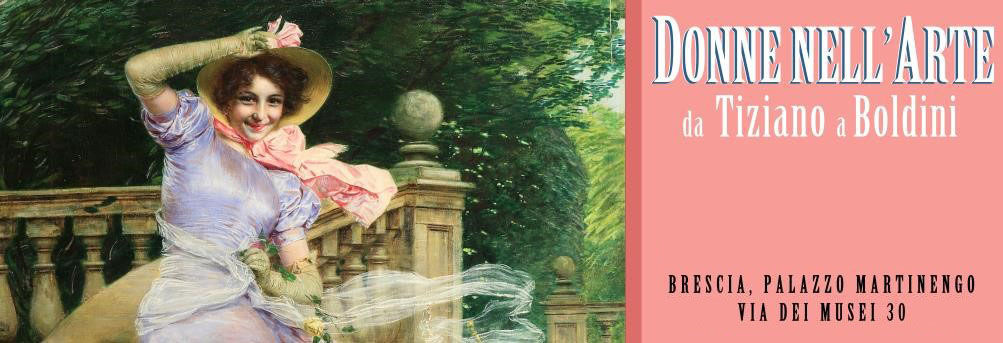 DONNE NELL'ARTE
da Tiziano a Boldini
BRESCIA, PALAZZO MARTINENGO
VIA DEI MUSEI 30